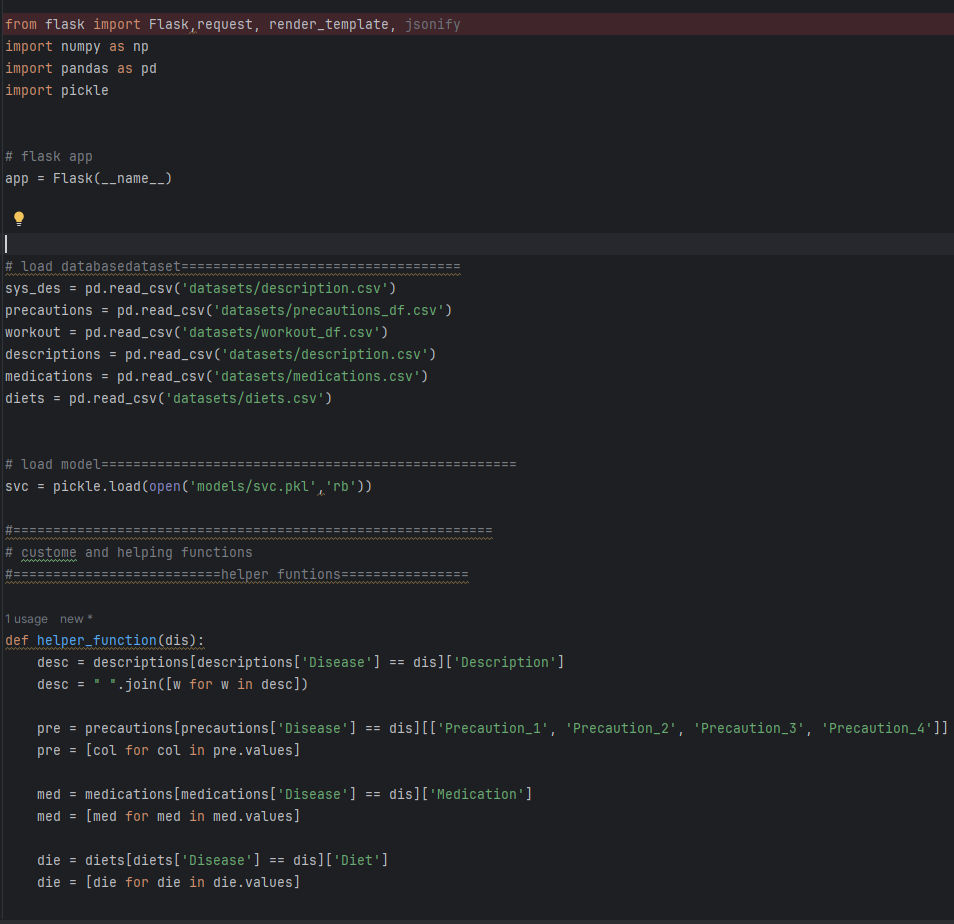 from flask import Flask,request, render_template, jsonify
import numpy as np
import pandas as pd
import pickle
# flask app
app = Flask(__name__)
# load databasedataset===================================
sys_des = pd.read_csv('datasets/description.csv')
precautions = pd.read_csv('datasets/precautions_df.csv')
workout = pd.read_csv('datasets/workout_df.csv')
descriptions = pd.read_csv('datasets/description.csv')
medications = pd.read_csv('datasets/medications.csv')
diets = pd.read_csv('datasets/diets.csv')
# load model====================================================
svc = pickle.load(open('models/svc.pkl','rb'))
#============================================================
# custome and helping functions
#==========================helper funtions================
1 usage new *
def helper_function(dis):
    desc = descriptions[descriptions['Disease'] == dis]['Description']
    desc = " ".join([w for w in desc])
    pre = precautions[precautions['Disease'] == dis][['Precaution_1', 'Precaution_2', 'Precaution_3', 'Precaution_4']]
    pre = [col for col in pre.values]
    med = medications[medications['Disease'] == dis]['Medication']
    med = [med for med in med.values]
    die = diets[diets['Disease'] == dis]['Diet']
    die = [die for die in die.values]